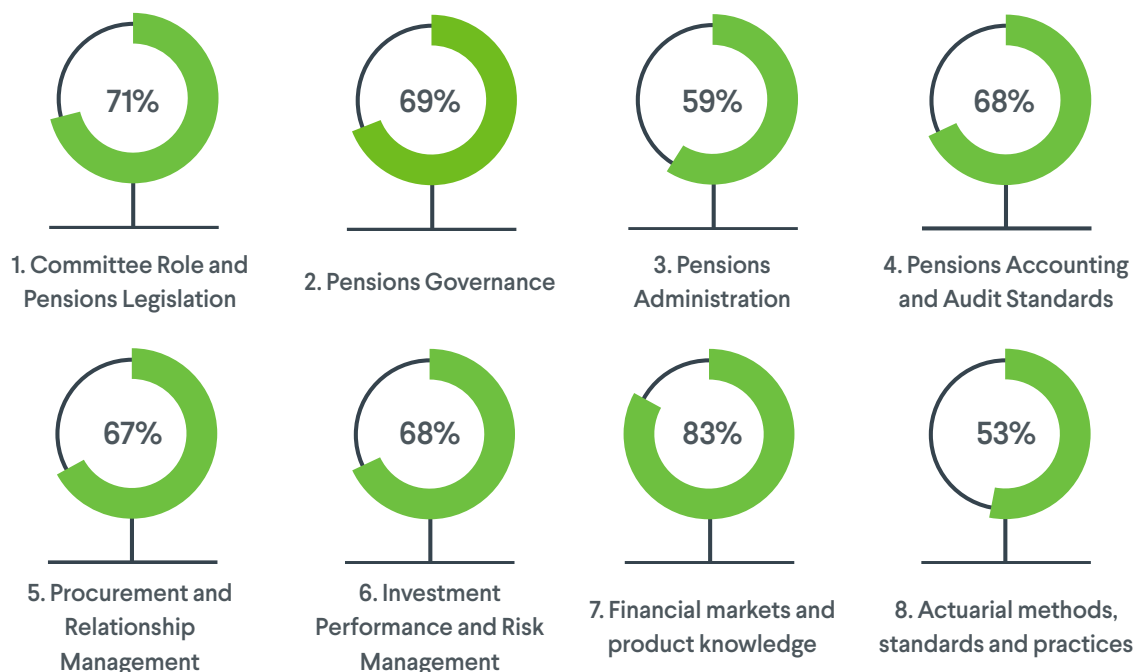 71%
69%
59%
68%
1. Committee Role and
Pensions Legislation
2. Pensions Governance
3. Pensions
Administration
4. Pensions Accounting
and Audit Standards
67%
68%
83%
53%
5. Procurement and
Relationship
Management
6. Investment
Performance and Risk
Management
7. Financial markets and
product knowledge
8. Actuarial methods,
standards and practices